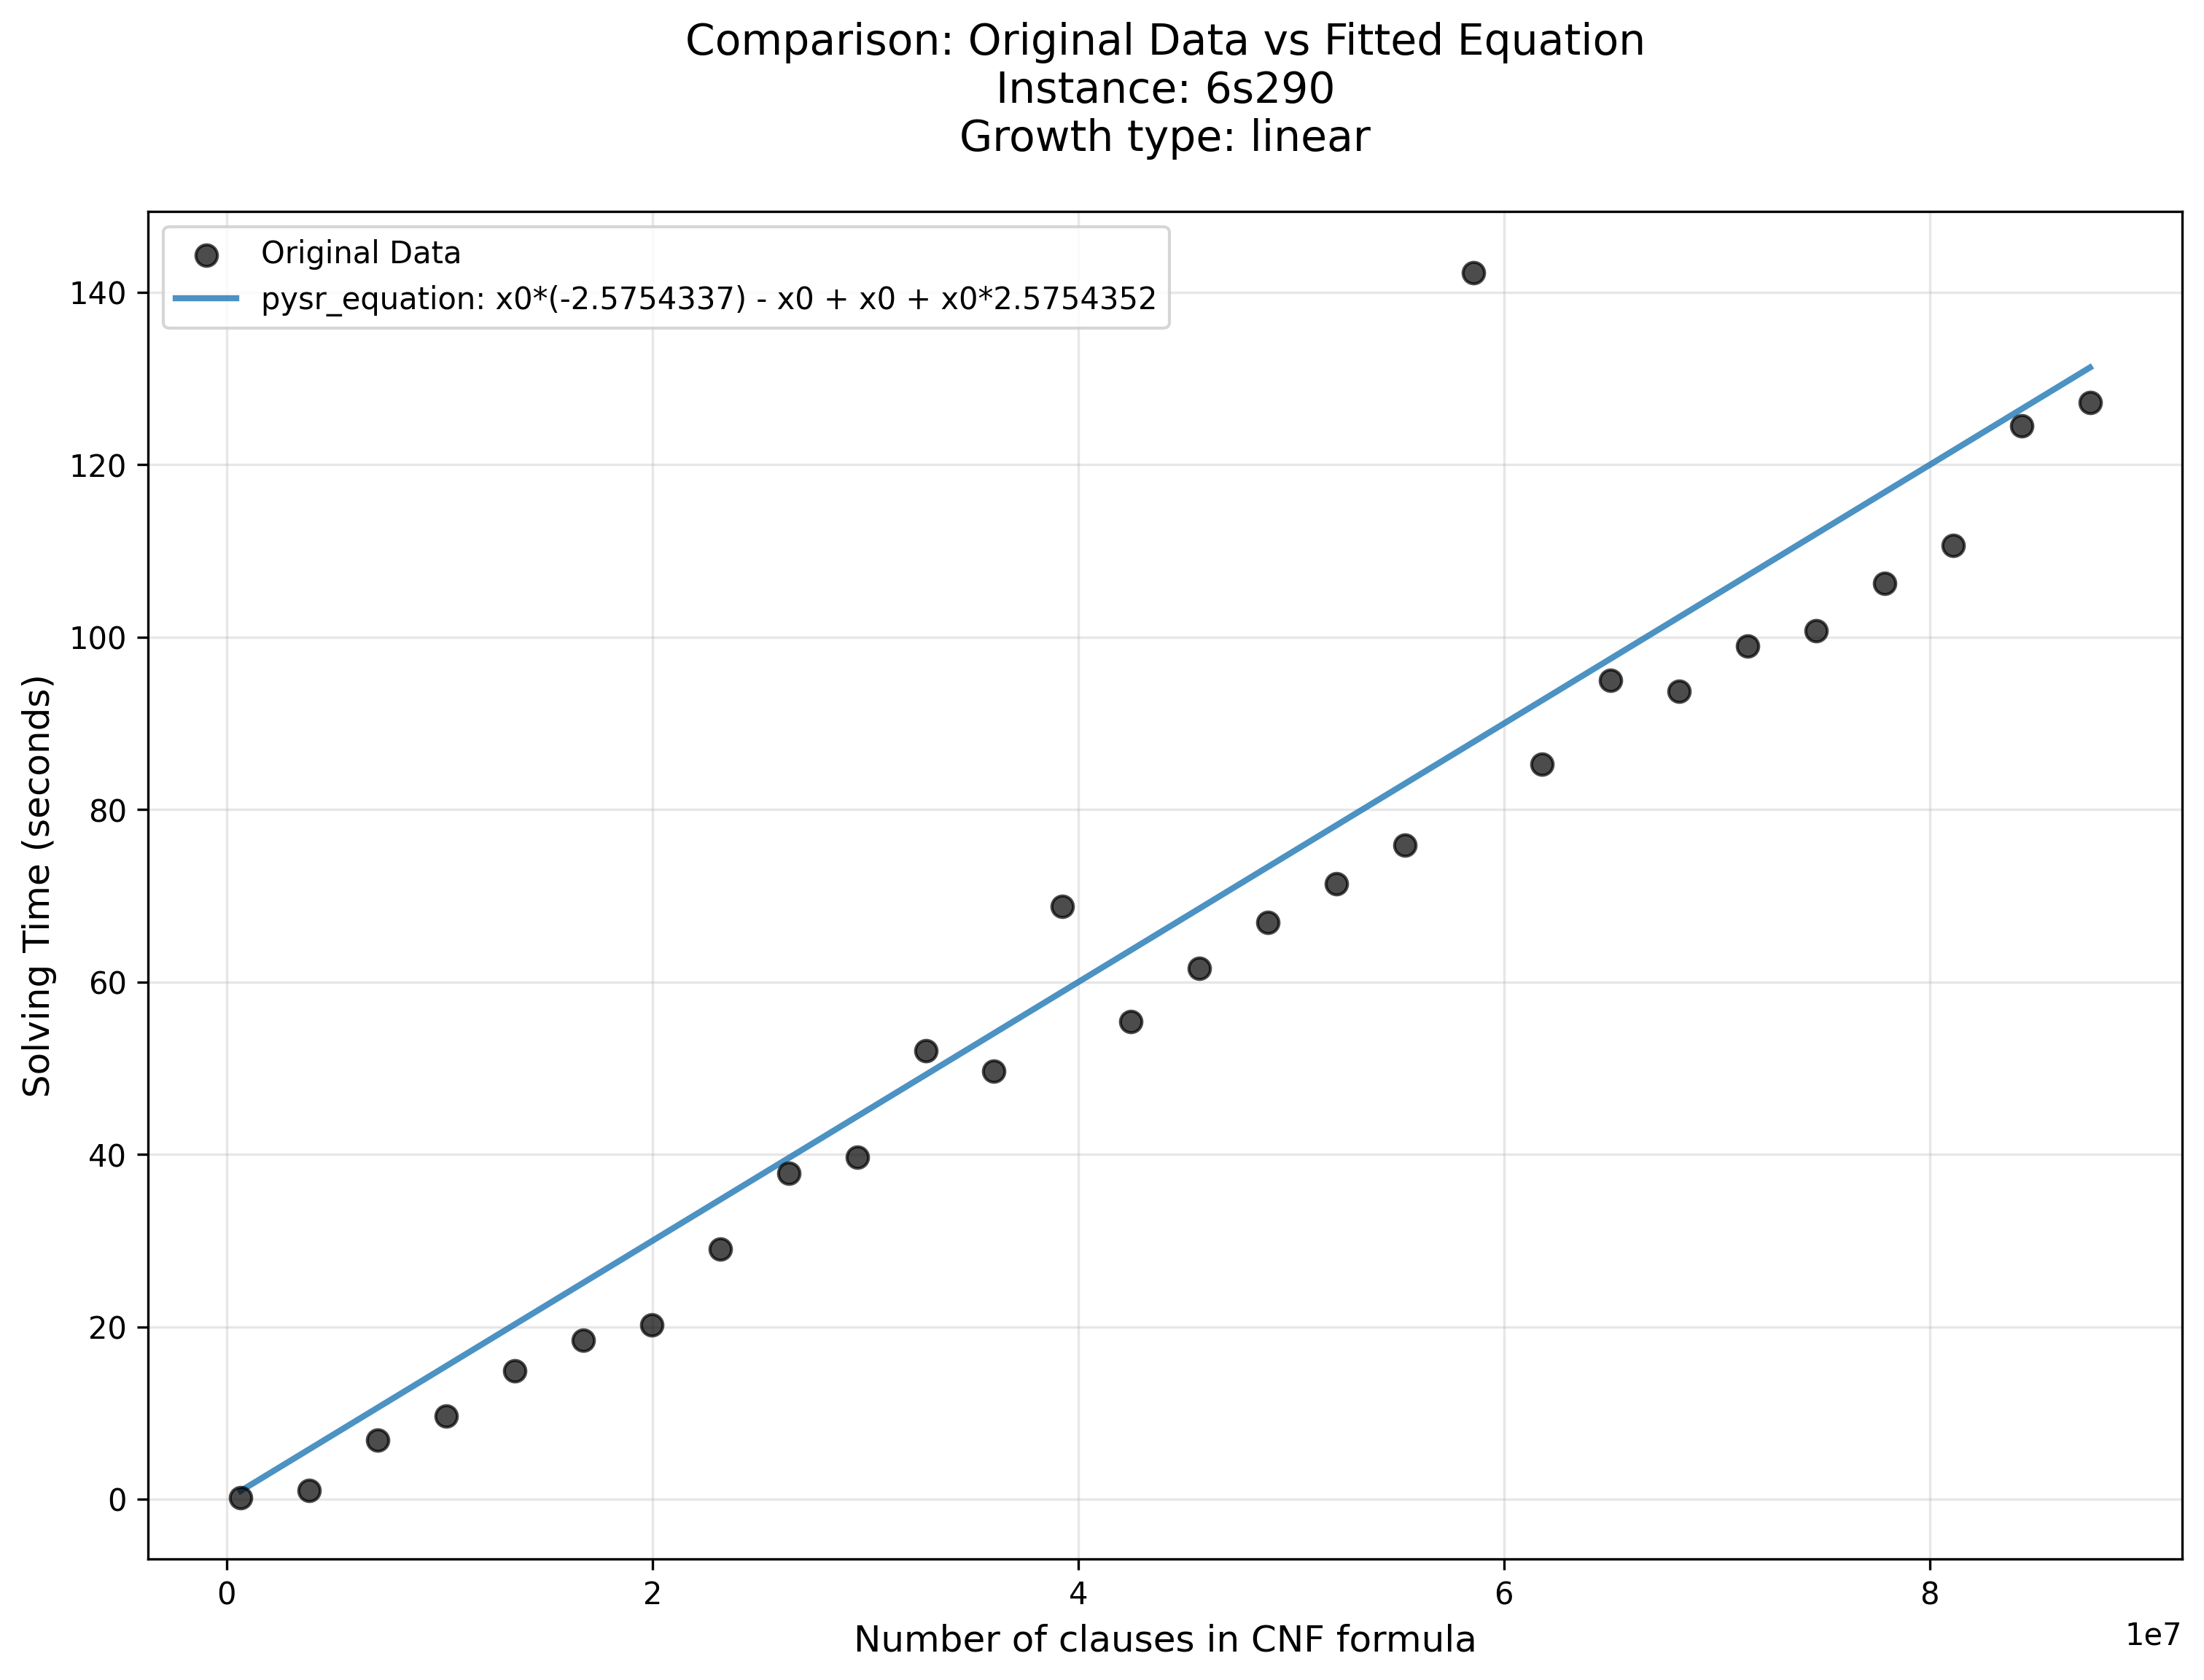 Comparison: Original Data vs Fitted Equation
Instance: 6s290
Growth type: linear
Original Data
pysr_equation: x0*(-2.5754337) - x0 + x0 + x0*2.5754352
140
120
100
80
60
40
20
0
Solving Time (seconds)
0 2 4 6 8
1e7
Number of clauses in CNF formula